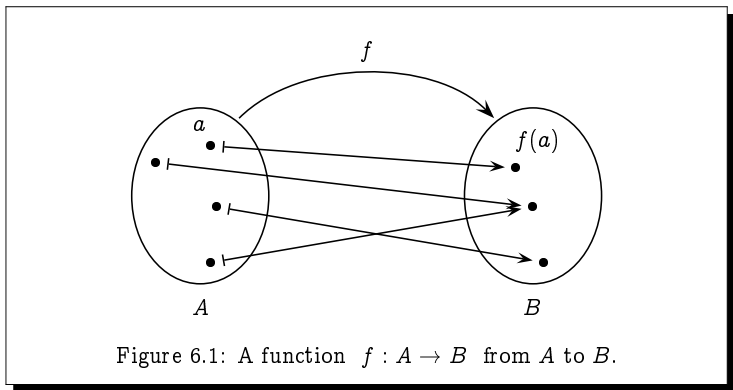 f
a
f(a)
A
B
Figure 6.1: A function f : A → B from A to B.